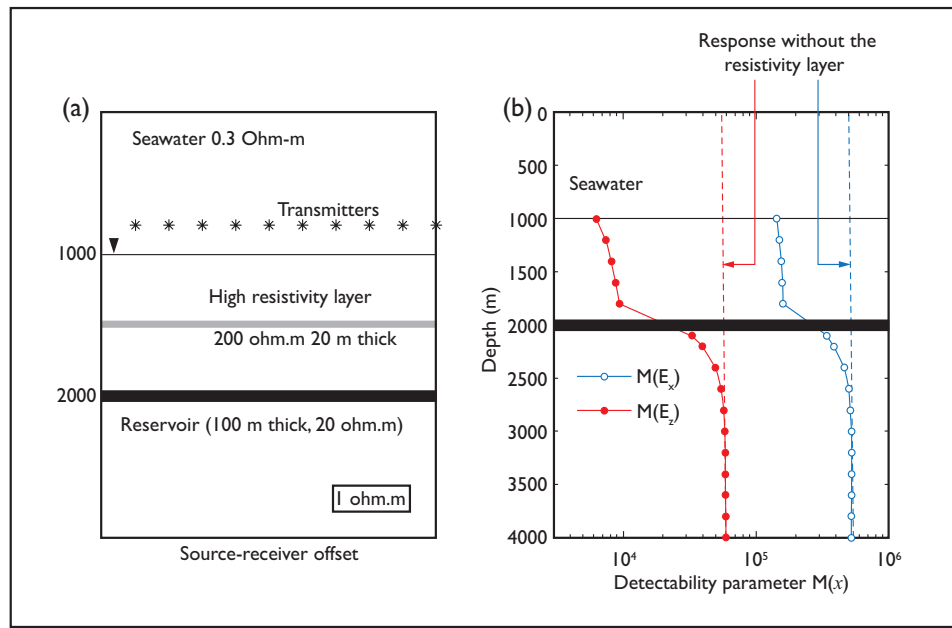 (a)
Seawater 0.3 Ohm-m
Transmitters
1000
High resistivity layer
200 ohm.m 20 m thick
2000
Reservoir (100 m thick, 20 ohm.m)
1 ohm.m
Source-receiver offset
Response without the
resistivity layer
(b)
0
500
Seawater
1000
1500
2000
2500
3000
3500
4000
Depth (m)
M(Eₓ)
M(E_z)
10⁴
10⁵
10⁶
Detectability parameter M(x)